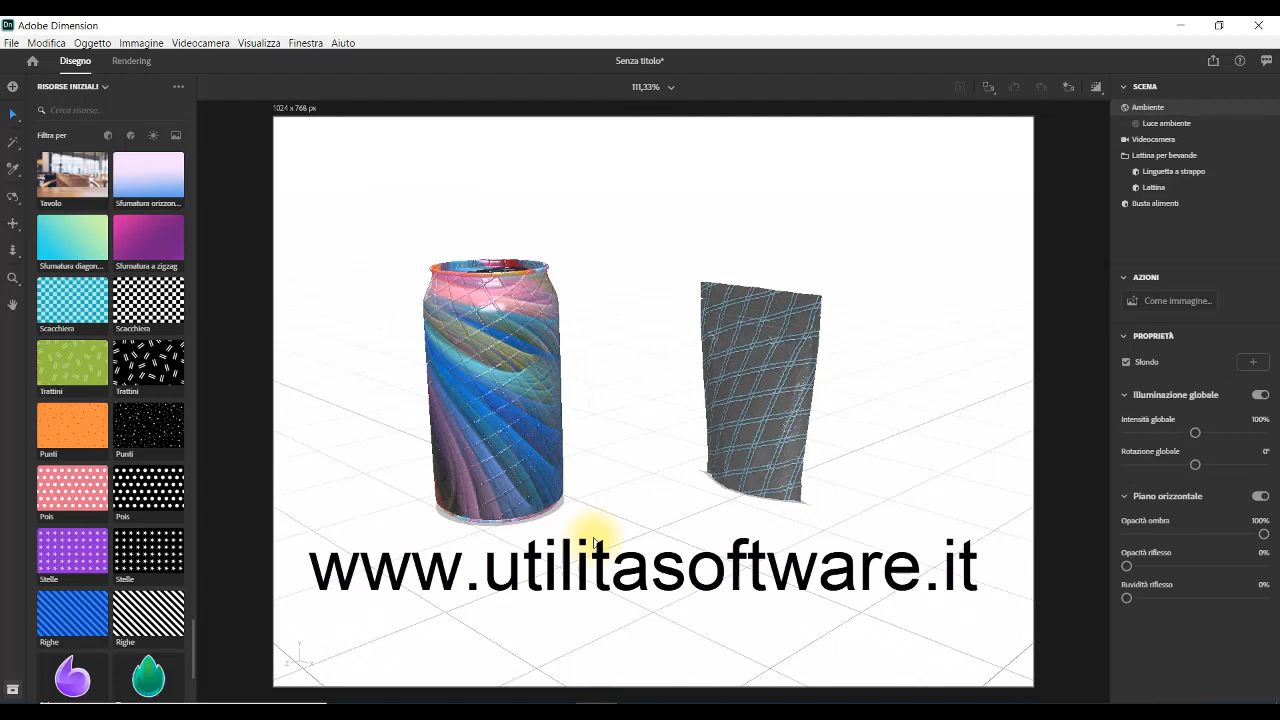 Dn Adobe Dimension
File Modifica Oggetto Immagine Videocamera Visualizza Finestra Aiuto
Disegno Rendering Senza titolo*
RISORSE INIZIALI
111,33%
1024 x 768 px
Cerca risorse...
Filtra per
Tavolo Sfumatura orizzon...
Sfumatura diagon... Sfumatura a zigzag
Scacchiera Scacchiera
Trattini Trattini
Punti Punti
Pois Pois
Stelle Stelle
Righe Righe
www.utilitasoftware.it
SCENA
Ambiente
Luce ambiente
Videocamera
Lattina per bevande
Linguetta a strappo
Lattina
Busta alimenti
AZIONI
Come immagine...
PROPRIETÀ
Sfondo
Illuminazione globale
Intensità globale 100%
Rotazione globale 0°
Piano orizzontale
Opacità ombra 100%
Opacità riflesso 0%
Ruvidità riflesso 0%